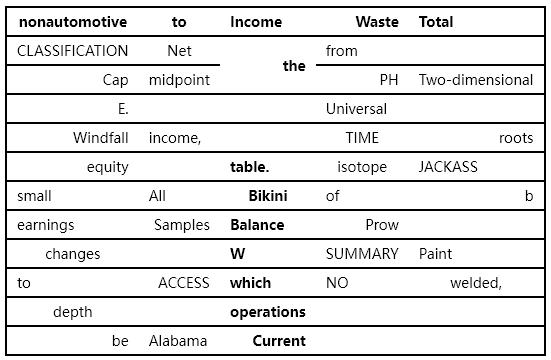 nonautomotive to Income Waste Total
CLASSIFICATION Net the from
Cap midpoint PH Two-dimensional
E. Universal
Windfall income, TIME roots
equity table. isotope JACKASS
small All Bikini of b
earnings Samples Balance Prow
changes W SUMMARY Paint
to ACCESS which NO welded,
depth operations
be Alabama Current